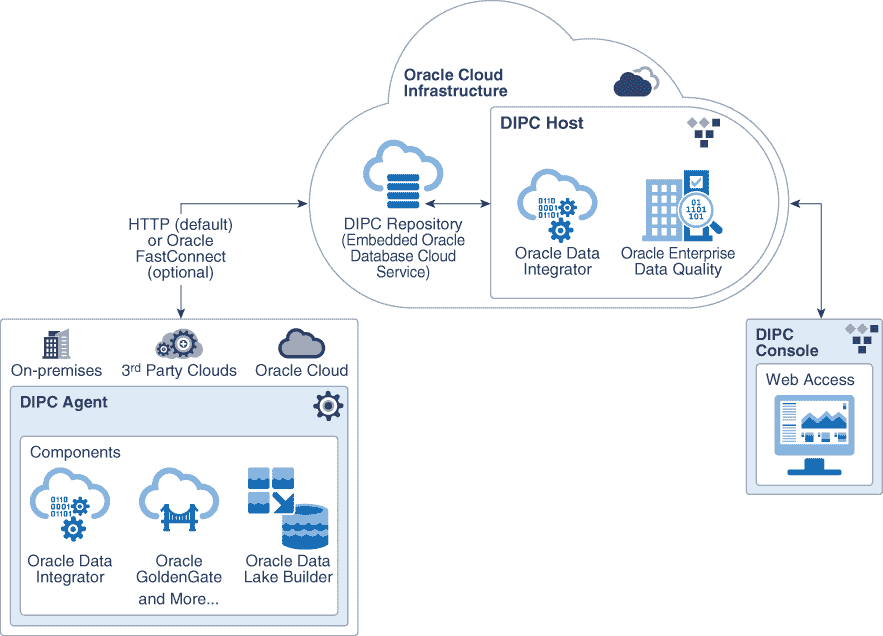 Oracle Cloud
Infrastructure
DIPC Host
DIPC Repository
(Embedded Oracle
Database Cloud
Service)
0110
0001
01101
Oracle Data
Integrator
01
1101
101
Oracle Enterprise
Data Quality
HTTP (default)
or Oracle
FastConnect
(optional)
On-premises
3rd Party Clouds
Oracle Cloud
DIPC Agent
Components
0110
0001
01101
Oracle Data
Integrator
Oracle
GoldenGate
and More...
Oracle Data
Lake Builder
DIPC
Console
Web Access